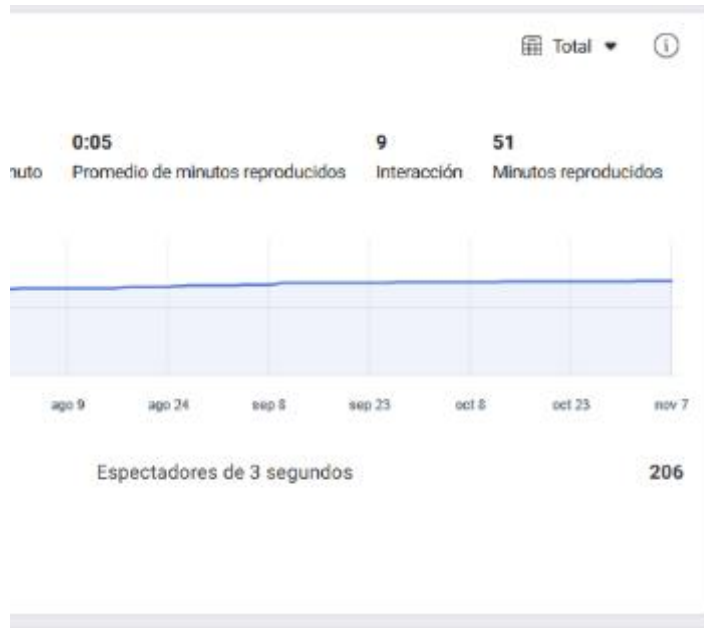 Total
0:05 9 51
nuto Promedio de minutos reproducidos Interacción Minutos reproducidos
ago 9 ago 24 sep 8 sep 23 oct 8 oct 23 nov 7
Espectadores de 3 segundos 206